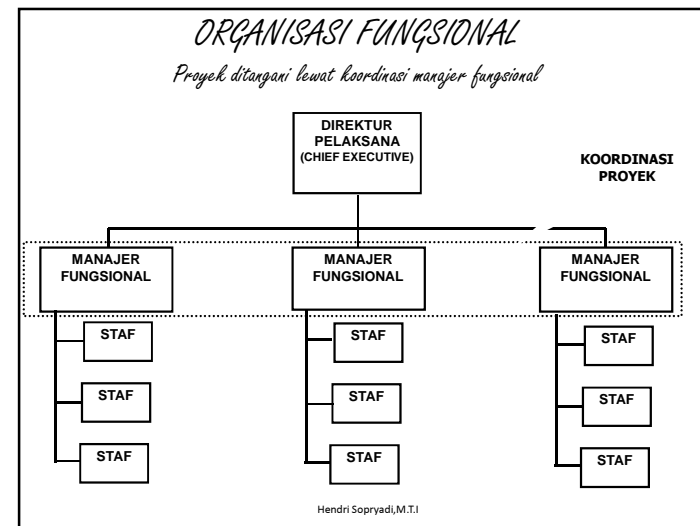 ORGANISASI FUNGSIONAL
Proyek ditangani lewat koordinasi manajer fungsional
DIREKTUR
PELAKSANA
(CHIEF EXECUTIVE)
KOORDINASI
PROYEK
MANAJER
FUNGSIONAL
MANAJER
FUNGSIONAL
MANAJER
FUNGSIONAL
STAF
STAF
STAF
STAF
STAF
STAF
STAF
STAF
STAF
Hendri Sopryadi,M.T.I